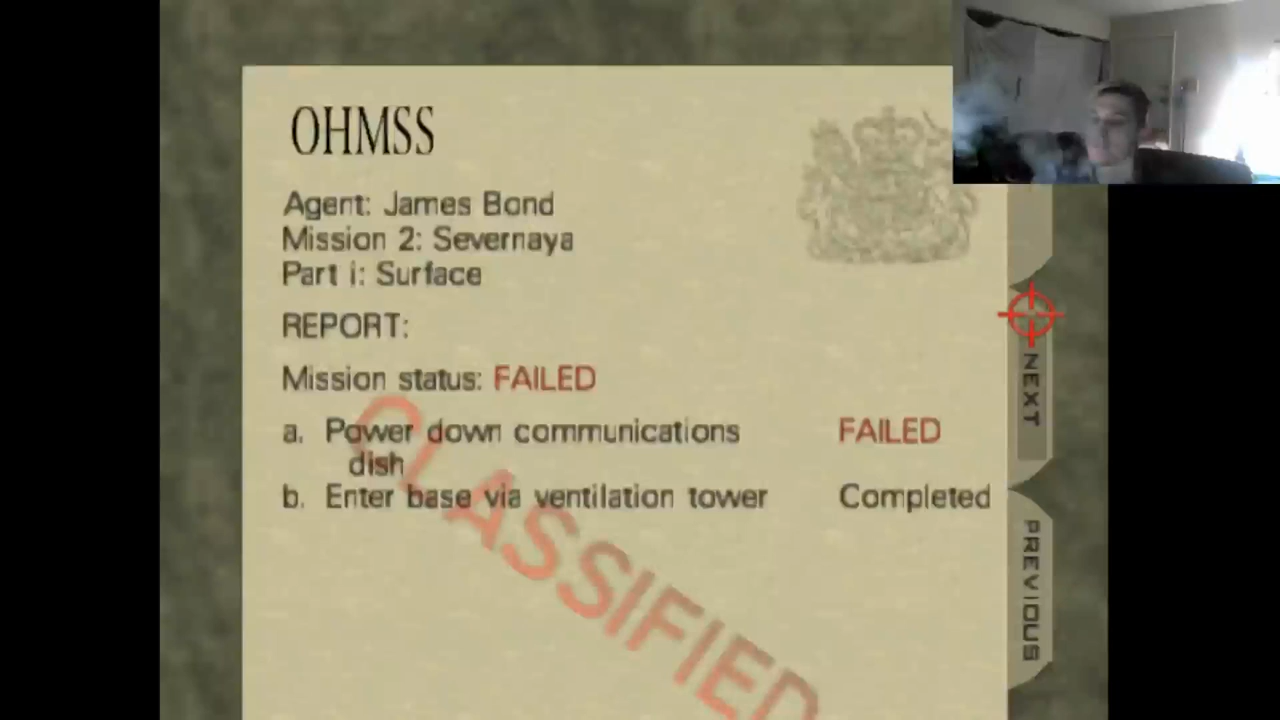 OHMSS
Agent: James Bond
Mission 2: Severnaya
Part i: Surface
REPORT:
Mission status: FAILED
a. Power down communications dish FAILED
b. Enter base via ventilation tower Completed
CLASSIFIED
NEXT
PREVIOUS